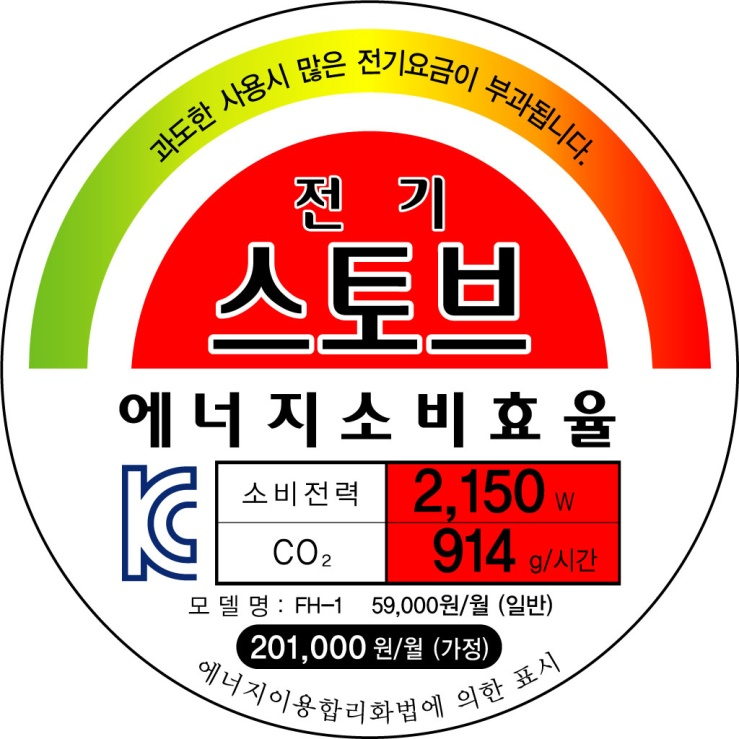 과도한 사용시 많은 전기요금이 부과됩니다.
전 기
스토브
에너지소비효율
KC
소비전력 2,150 W
CO₂ 914 g/시간
모 델 명 : FH-1 59,000원/월 (일반)
201,000 원/월 (가정)
에너지이용합리화법에 의한 표시